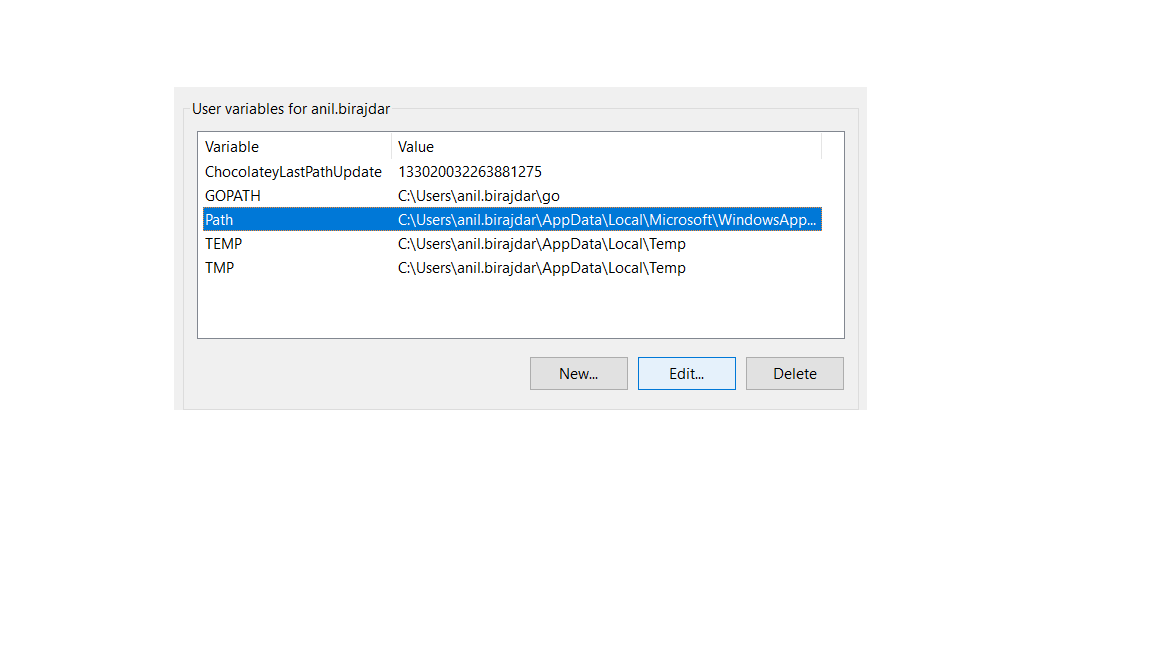 User variables for anil.birajdar
Variable Value
ChocolateyLastPathUpdate 133020032263881275
GOPATH C:\Users\anil.birajdar\go
Path C:\Users\anil.birajdar\AppData\Local\Microsoft\WindowsApp...
TEMP C:\Users\anil.birajdar\AppData\Local\Temp
TMP C:\Users\anil.birajdar\AppData\Local\Temp
New... Edit... Delete